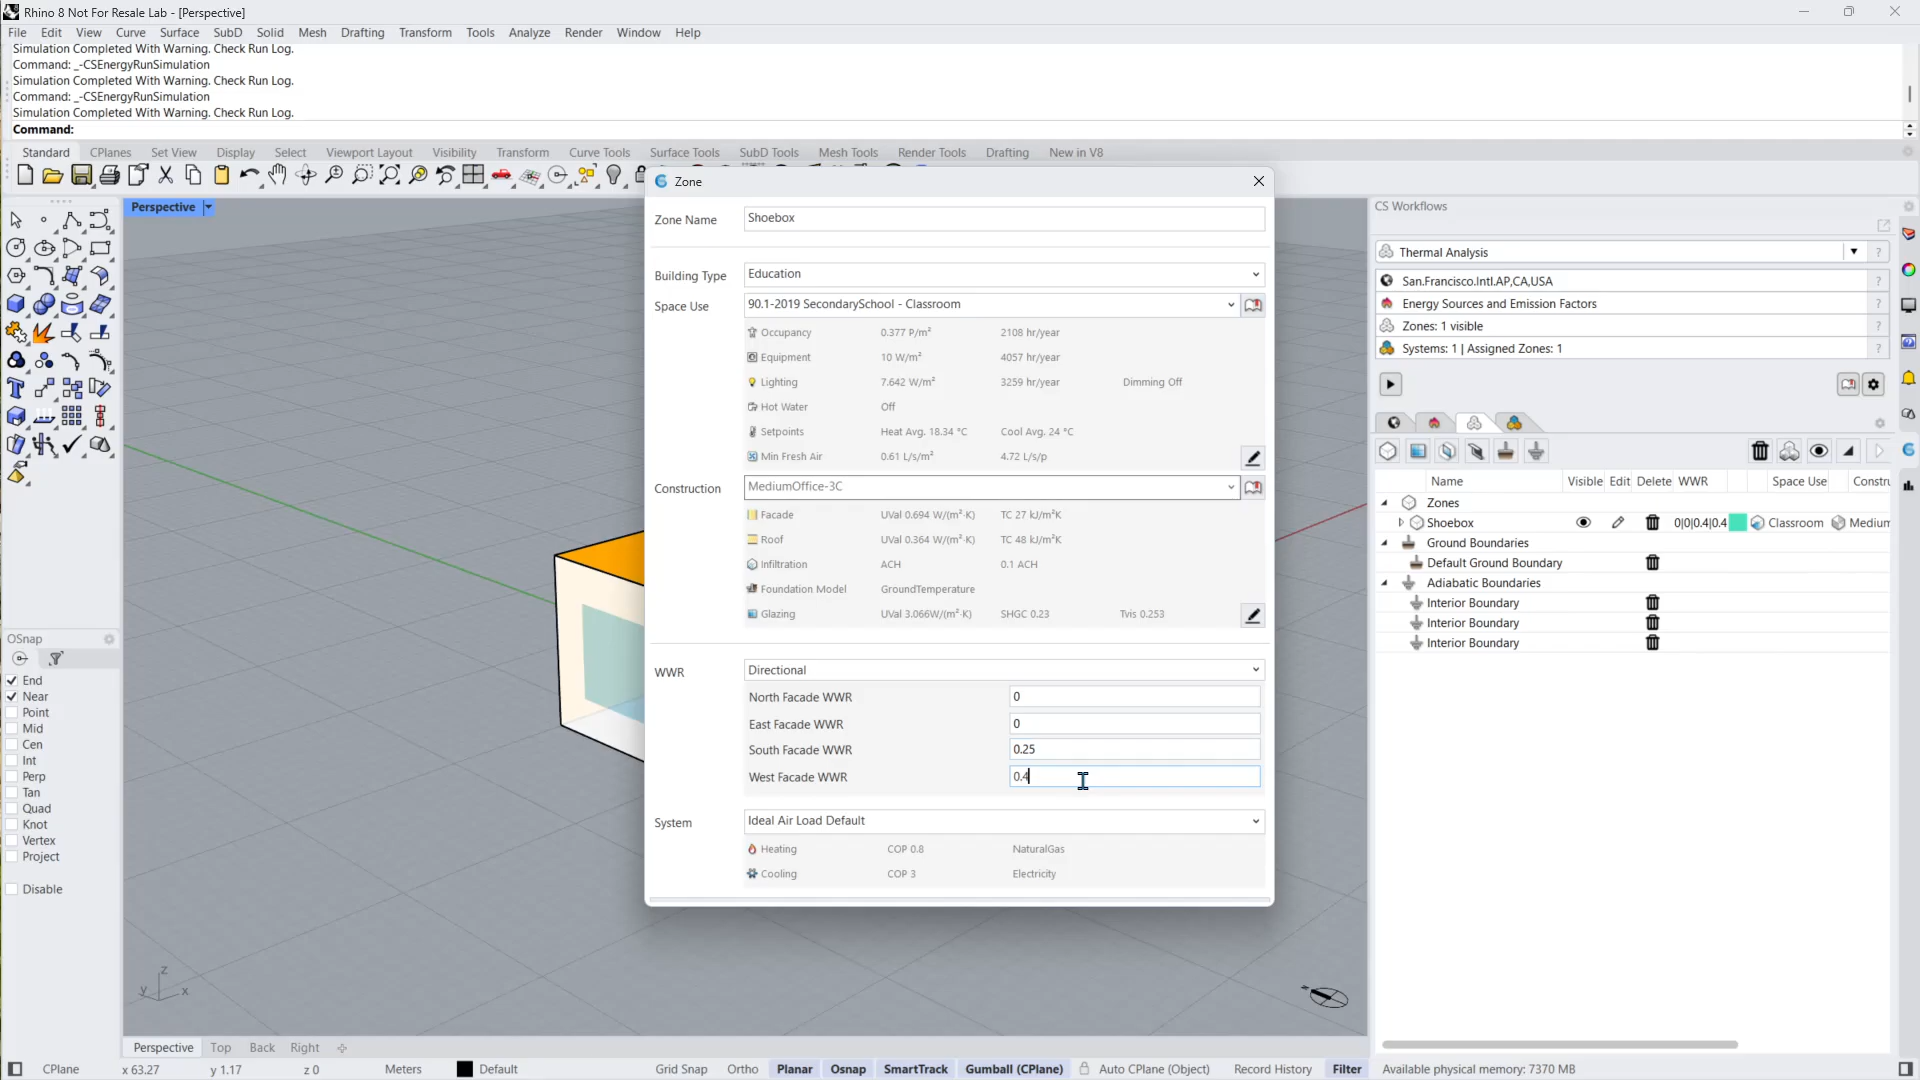 Rhino 8 Not For Resale Lab - [Perspective]
File Edit View Curve Surface SubD Solid Mesh Drafting Transform Tools Analyze Render Window Help
Simulation Completed With Warning. Check Run Log.
Command: _-CSEnergyRunSimulation
Simulation Completed With Warning. Check Run Log.
Command: _-CSEnergyRunSimulation
Simulation Completed With Warning. Check Run Log.
Command:
Standard CPlanes Set View Display Select Viewport Layout Visibility Transform Curve Tools Surface Tools SubD Tools Mesh Tools Render Tools Drafting New in V8
Perspective
Zone
Zone Name Shoebox
Building Type Education
Space Use 90.1-2019 SecondarySchool - Classroom
Occupancy 0.377 P/m² 2108 hr/year
Equipment 10 W/m² 4057 hr/year
Lighting 7.642 W/m² 3259 hr/year Dimming Off
Hot Water Off
Setpoints Heat Avg. 18.34 °C Cool Avg. 24 °C
Min Fresh Air 0.61 L/s/m² 4.72 L/s/p
Construction MediumOffice-3C
Facade UVal 0.694 W/(m²·K) TC 27 kJ/m²K
Roof UVal 0.364 W/(m²·K) TC 48 kJ/m²K
Infiltration ACH 0.1 ACH
Foundation Model GroundTemperature
Glazing UVal 3.066W/(m²·K) SHGC 0.23 Tvis 0.253
WWR Directional
North Facade WWR 0
East Facade WWR 0
South Facade WWR 0.25
West Facade WWR 0.4
System Ideal Air Load Default
Heating COP 0.8 NaturalGas
Cooling COP 3 Electricity
CS Workflows
Thermal Analysis ?
San.Francisco.Intl.AP,CA,USA ?
Energy Sources and Emission Factors ?
Zones: 1 visible ?
Systems: 1 | Assigned Zones: 1 ?
Name Visible Edit Delete WWR Space Use Constru
Zones
Shoebox 0|0|0.4|0.4 Classroom Medium
Ground Boundaries
Default Ground Boundary
Adiabatic Boundaries
Interior Boundary
Interior Boundary
Interior Boundary
OSnap
End
Near
Point
Mid
Cen
Int
Perp
Tan
Quad
Knot
Vertex
Project
Disable
z
y x
Perspective Top Back Right
CPlane x 63.27 y 1.17 z 0 Meters Default Grid Snap Ortho Planar Osnap SmartTrack Gumball (CPlane) Auto CPlane (Object) Record History Filter Available physical memory: 7370 MB